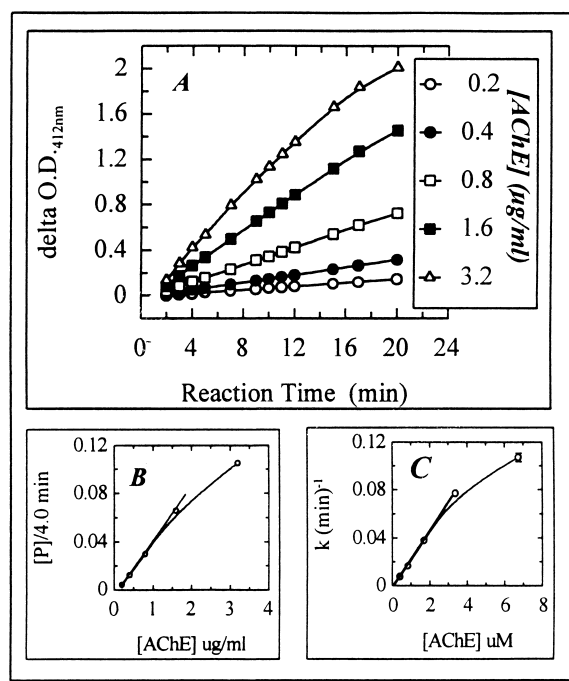 A
delta O.D.412nm
2
1.6
1.2
0.8
0.4
0
0 4 8 12 16 20 24
Reaction Time (min)
[AChE] (ug/ml)
0.2
0.4
0.8
1.6
3.2
B
[P]/4.0 min
0.12
0.08
0.04
0
0 1 2 3 4
[AChE] ug/ml
C
k (min)-1
0.12
0.08
0.04
0.00
0 2 4 6 8
[AChE] uM